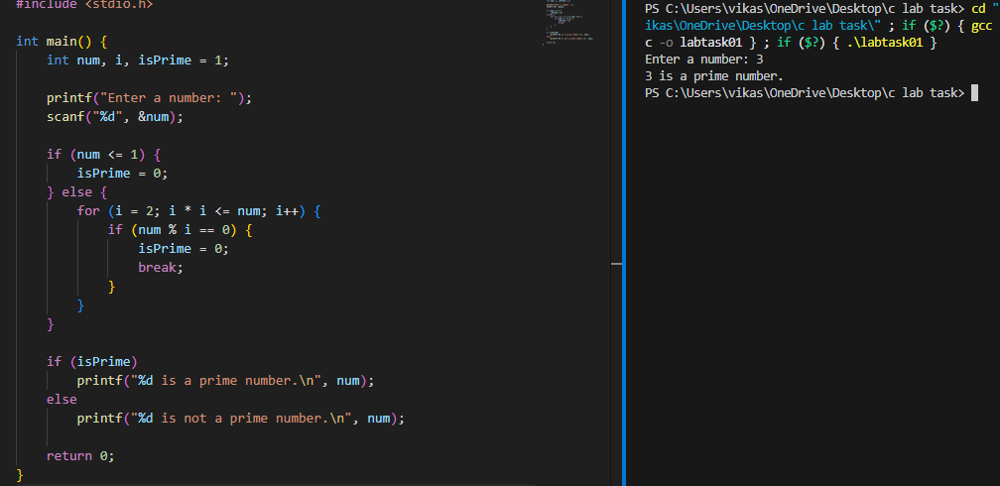 #include <stdio.h>
int main() {
int num, i, isPrime = 1;
printf("Enter a number: ");
scanf("%d", &num);
if (num <= 1) {
isPrime = 0;
} else {
for (i = 2; i * i <= num; i++) {
if (num % i == 0) {
isPrime = 0;
break;
}
}
}
if (isPrime)
printf("%d is a prime number.\n", num);
else
printf("%d is not a prime number.\n", num);
return 0;
}
PS C:\Users\vikas\OneDrive\Desktop\c lab task> cd "
ikas\OneDrive\Desktop\c lab task\" ; if ($?) { gcc
c -o labtask01 } ; if ($?) { .\labtask01 }
Enter a number: 3
3 is a prime number.
PS C:\Users\vikas\OneDrive\Desktop\c lab task>